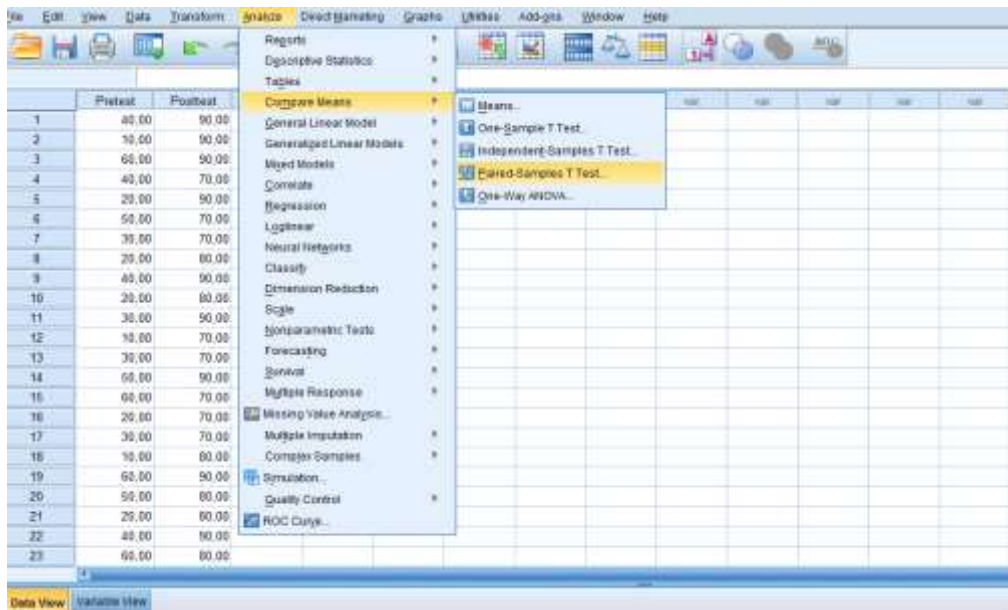 File Edit View Data Transform Analyze Direct Marketing Graphs Utilities Add-ons Window Help
Reports
Descriptive Statistics
Tables
Compare Means
General Linear Model
Generalized Linear Models
Mixed Models
Correlate
Regression
Loglinear
Neural Networks
Classify
Dimension Reduction
Scale
Nonparametric Tests
Forecasting
Survival
Multiple Response
Missing Value Analysis...
Multiple Imputation
Complex Samples
Simulation...
Quality Control
ROC Curve...
Means...
One-Sample T Test...
Independent-Samples T Test...
Paired-Samples T Test...
One-Way ANOVA...
Pretest Posttest var var var var var
1 40,00 90,00
2 10,00 90,00
3 60,00 90,00
4 40,00 70,00
5 20,00 90,00
6 50,00 70,00
7 30,00 70,00
8 20,00 80,00
9 40,00 90,00
10 20,00 80,00
11 30,00 90,00
12 10,00 70,00
13 30,00 70,00
14 90,00
15 60,00 70,00
16 20,00 70,00
17 30,00 70,00
18 10,00 80,00
19 60,00 90,00
20 50,00 80,00
21 20,00
22 40,00 90,00
23 60,00 80,00
Data View Variable View